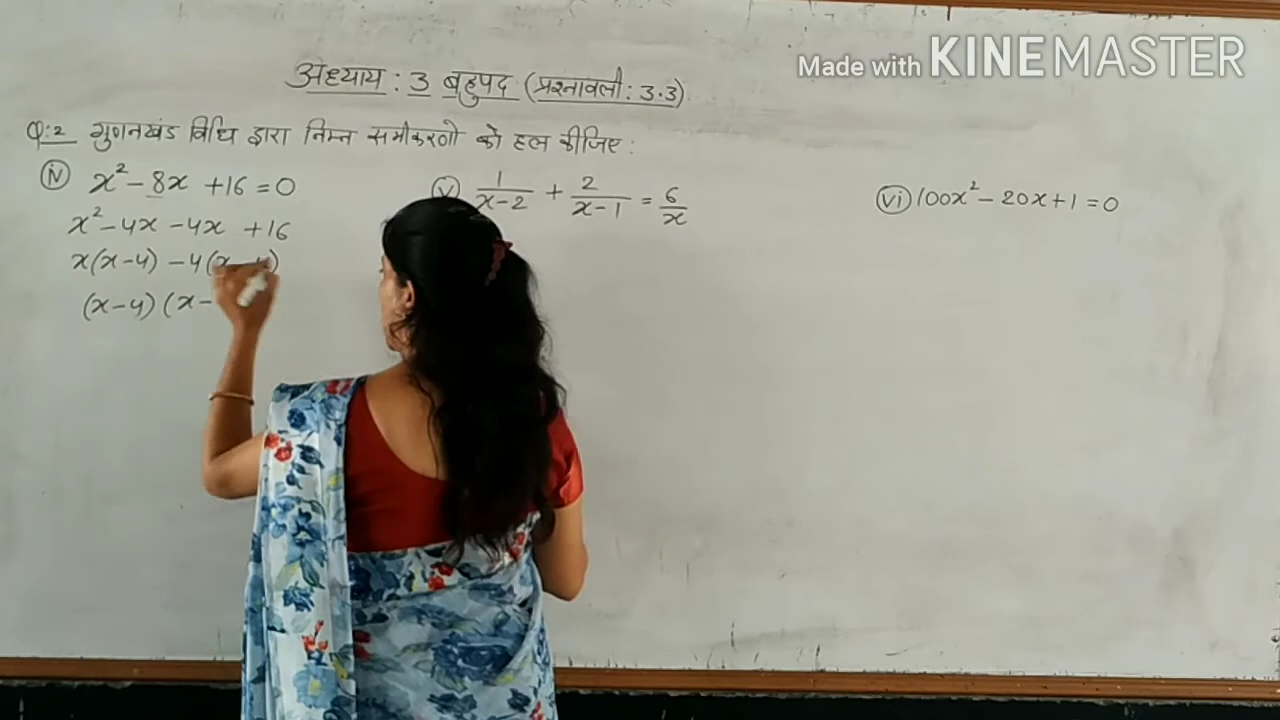 Made with KINEMASTER
अध्याय : 3 बहुपद (प्रश्नावली : 3.3)
Q:2 गुणनखंड विधि द्वारा निम्न समीकरणो को हल कीजिए :
(iv) x² - 8x + 16 = 0
x² - 4x - 4x + 16
x(x - 4) - 4(x - 4)
(x - 4) (x -
(v) 1/(x - 2) + 2/(x - 1) = 6/x
(vi) 100x² - 20x + 1 = 0